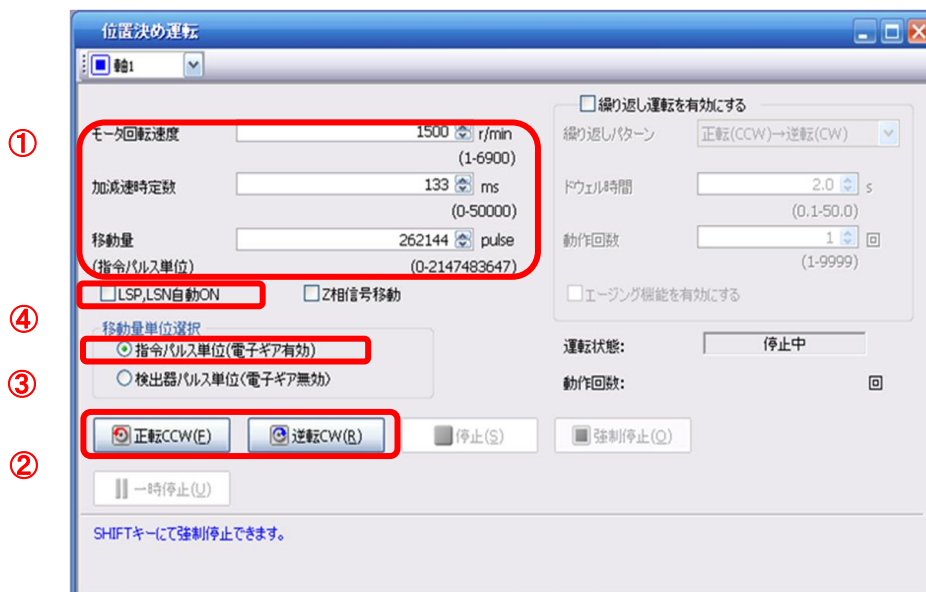 位置決め運転
軸1
繰り返し運転を有効にする
①
モータ回転速度 1500 r/min
(1-6900)
繰り返しパターン 正転(CCW)→逆転(CW)
加減速時定数 133 ms
(0-50000)
ドウェル時間 2.0 s
(0.1-50.0)
移動量 262144 pulse
(指令パルス単位) (0-2147483647)
動作回数 1 回
(1-9999)
LSP,LSN自動ON Z相信号移動
エージング機能を有効にする
④
移動量単位選択
指令パルス単位(電子ギア有効)
運転状態: 停止中
③
検出器パルス単位(電子ギア無効)
動作回数: 回
正転CCW(F) 逆転CW(R) 停止(S) 強制停止(O)
②
一時停止(U)
SHIFTキーにて強制停止できます。